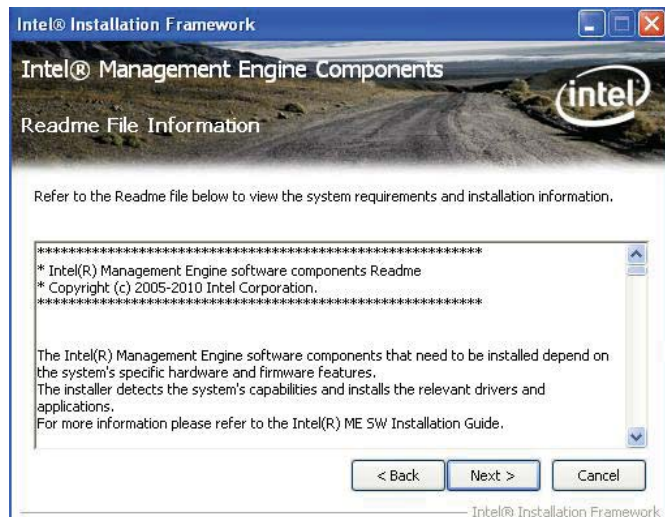 Intel® Installation Framework
Intel® Management Engine Components
intel
Readme File Information
Refer to the Readme file below to view the system requirements and installation information.
*********************************************************
* Intel(R) Management Engine software components Readme
* Copyright (c) 2005-2010 Intel Corporation.
*********************************************************
The Intel(R) Management Engine software components that need to be installed depend on
the system's specific hardware and firmware features.
The installer detects the system's capabilities and installs the relevant drivers and
applications.
For more information please refer to the Intel(R) ME SW Installation Guide.
< Back
Next >
Cancel
Intel® Installation Framework